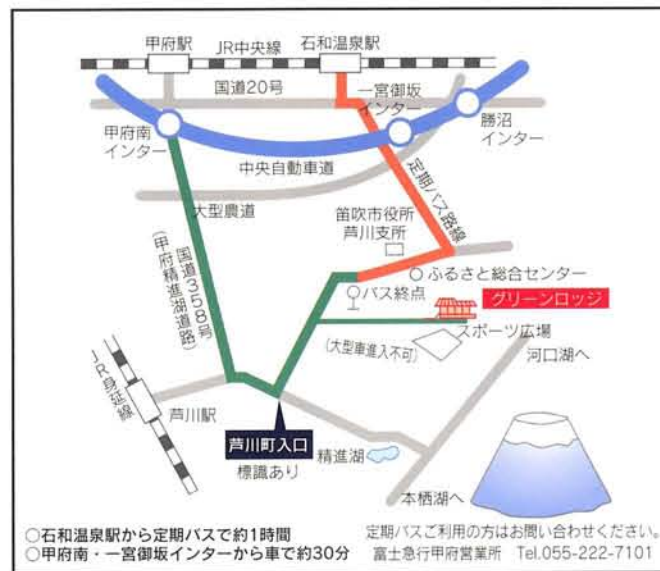 甲府駅
JR中央線
石和温泉駅
国道20号
一宮御坂
インター
勝沼
インター
甲府南
インター
中央自動車道
大型農道
定期バス路線
笛吹市役所
芦川支所
国道358号
(甲府精進湖道路)
ふるさと総合センター
バス終点
グリーンロッジ
スポーツ広場
(大型車進入不可)
河口湖へ
JR身延線
芦川駅
芦川町入口
標識あり
精進湖
本栖湖へ
○石和温泉駅から定期バスで約1時間
○甲府南・一宮御坂インターから車で約30分
定期バスご利用の方はお問い合わせください。
富士急行甲府営業所 Tel.055-222-7101